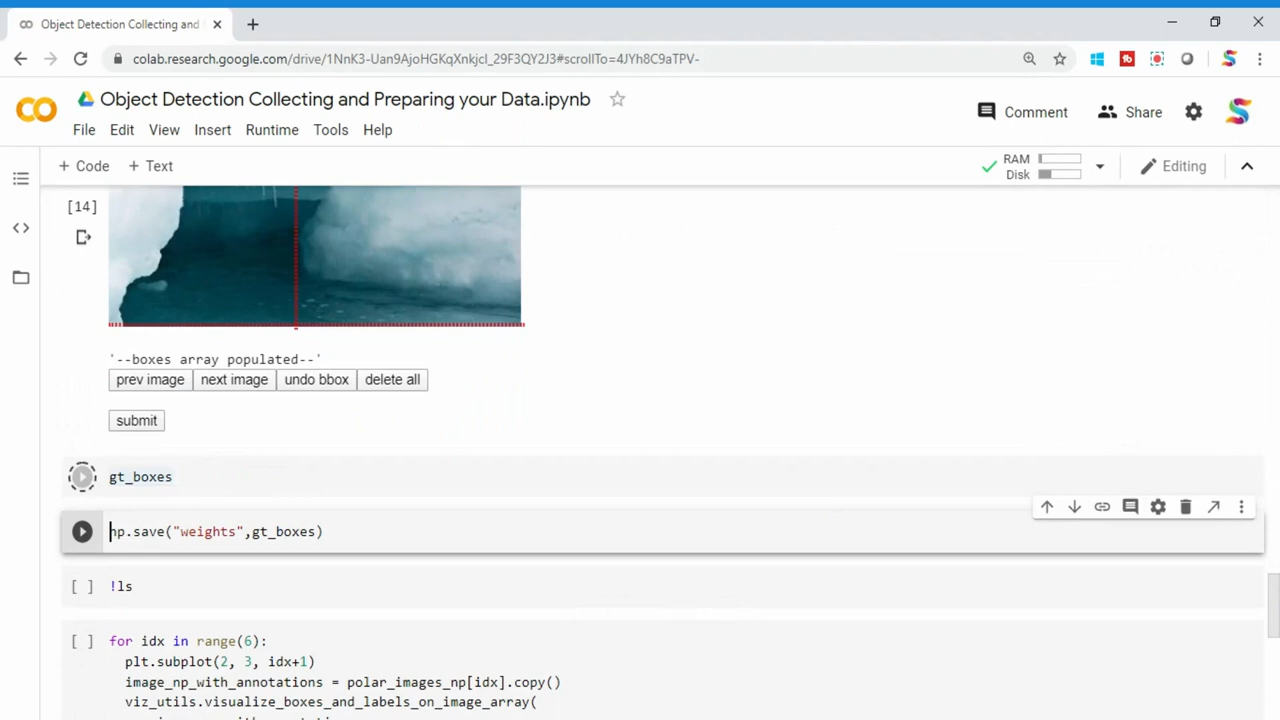 Object Detection Collecting and
colab.research.google.com/drive/1NnK3-Uan9AjoHGKqXnkjcI_29F3QY2J3#scrollTo=4JYh8C9aTPV-
Object Detection Collecting and Preparing your Data.ipynb
Comment Share
File Edit View Insert Runtime Tools Help
+ Code + Text
RAM
Disk
Editing
[14]
'--boxes array populated--'
prev image next image undo bbox delete all
submit
gt_boxes
np.save("weights",gt_boxes)
[ ] !ls
[ ] for idx in range(6):
plt.subplot(2, 3, idx+1)
image_np_with_annotations = polar_images_np[idx].copy()
viz_utils.visualize_boxes_and_labels_on_image_array(